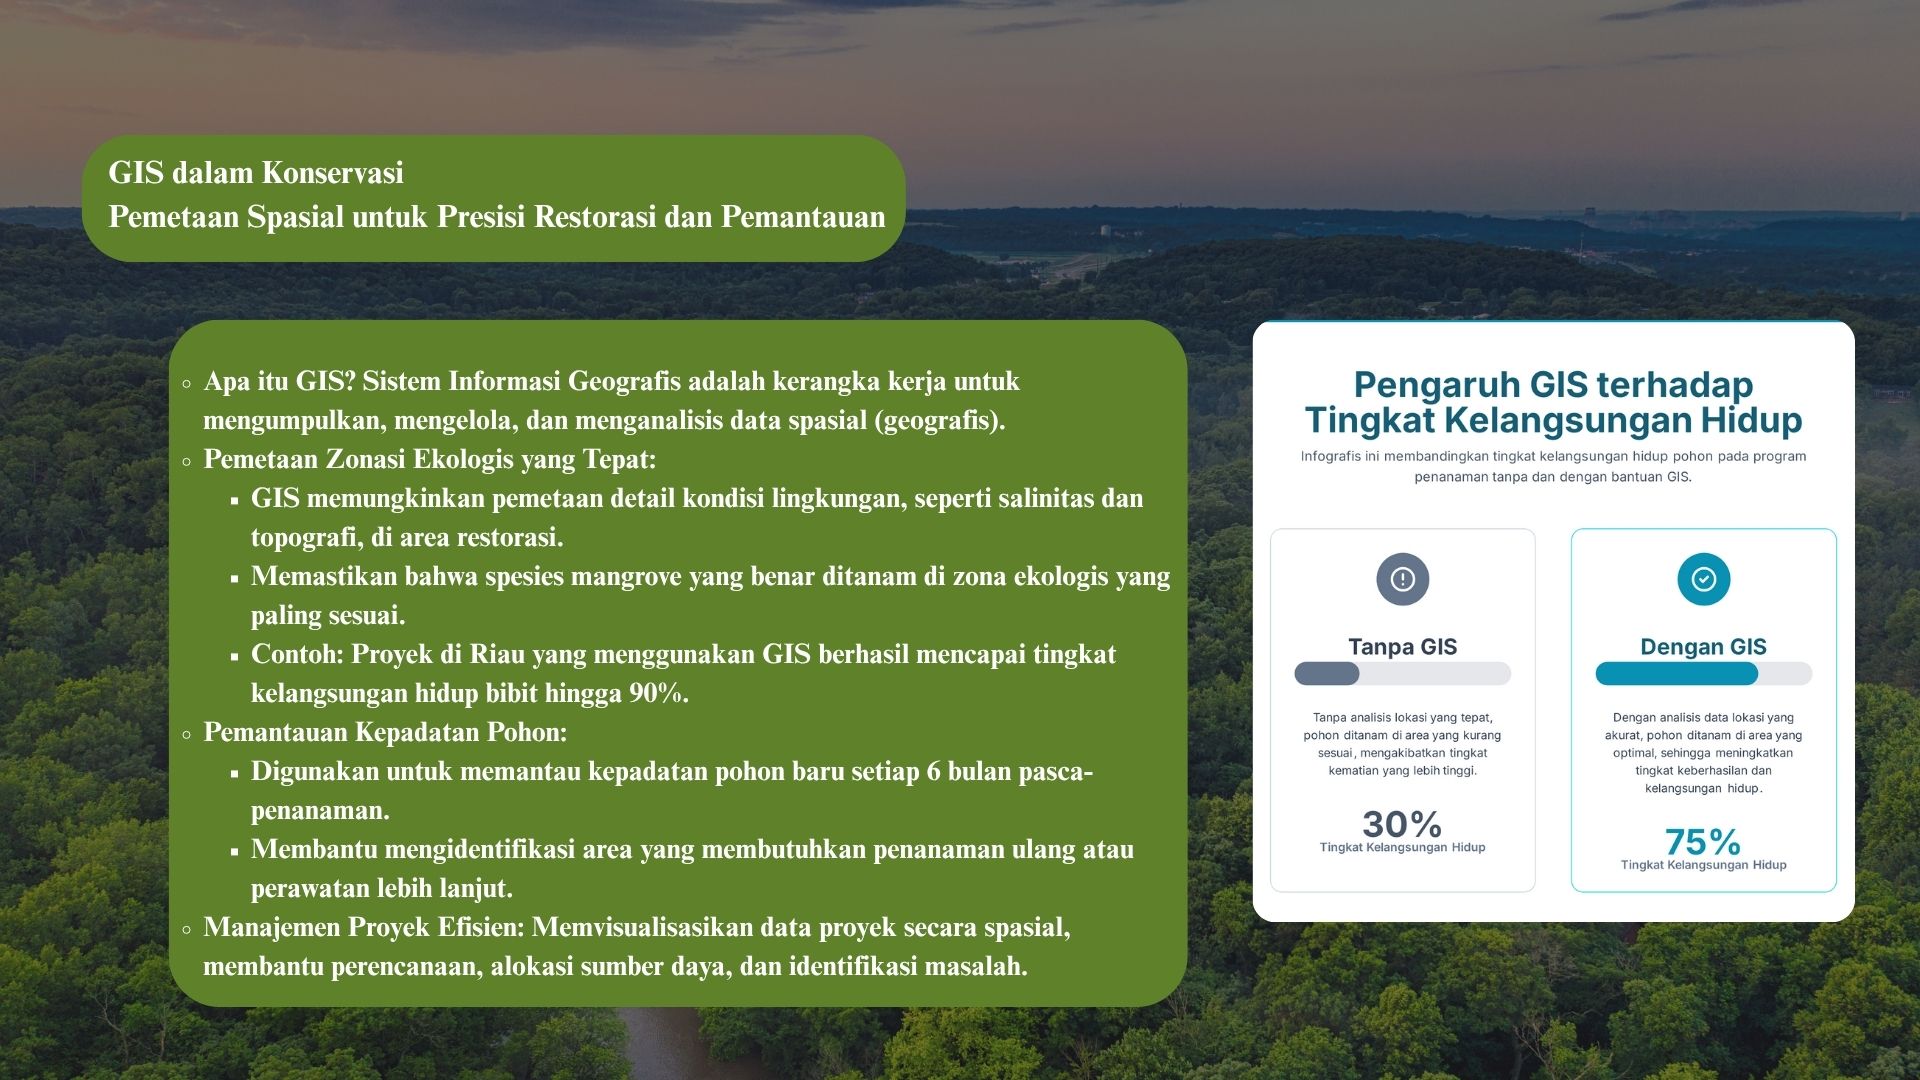 GIS dalam Konservasi
Pemetaan Spasial untuk Presisi Restorasi dan Pemantauan
Apa itu GIS? Sistem Informasi Geografis adalah kerangka kerja untuk
mengumpulkan, mengelola, dan menganalisis data spasial (geografis).
Pemetaan Zonasi Ekologis yang Tepat:
GIS memungkinkan pemetaan detail kondisi lingkungan, seperti salinitas dan
topografi, di area restorasi.
Memastikan bahwa spesies mangrove yang benar ditanam di zona ekologis yang
paling sesuai.
Contoh: Proyek di Riau yang menggunakan GIS berhasil mencapai tingkat
kelangsungan hidup bibit hingga 90%.
Pemantauan Kepadatan Pohon:
Digunakan untuk memantau kepadatan pohon baru setiap 6 bulan pasca-
penanaman.
Membantu mengidentifikasi area yang membutuhkan penanaman ulang atau
perawatan lebih lanjut.
Manajemen Proyek Efisien: Memvisualisasikan data proyek secara spasial,
membantu perencanaan, alokasi sumber daya, dan identifikasi masalah.
Pengaruh GIS terhadap
Tingkat Kelangsungan Hidup
Infografis ini membandingkan tingkat kelangsungan hidup pohon pada program
penanaman tanpa dan dengan bantuan GIS.
Tanpa GIS
Tanpa analisis lokasi yang tepat,
pohon ditanam di area yang kurang
sesuai, mengakibatkan tingkat
kematian yang lebih tinggi.
30%
Tingkat Kelangsungan Hidup
Dengan GIS
Dengan analisis data lokasi yang
akurat, pohon ditanam di area yang
optimal, sehingga meningkatkan
tingkat keberhasilan dan
kelangsungan hidup.
75%
Tingkat Kelangsungan Hidup